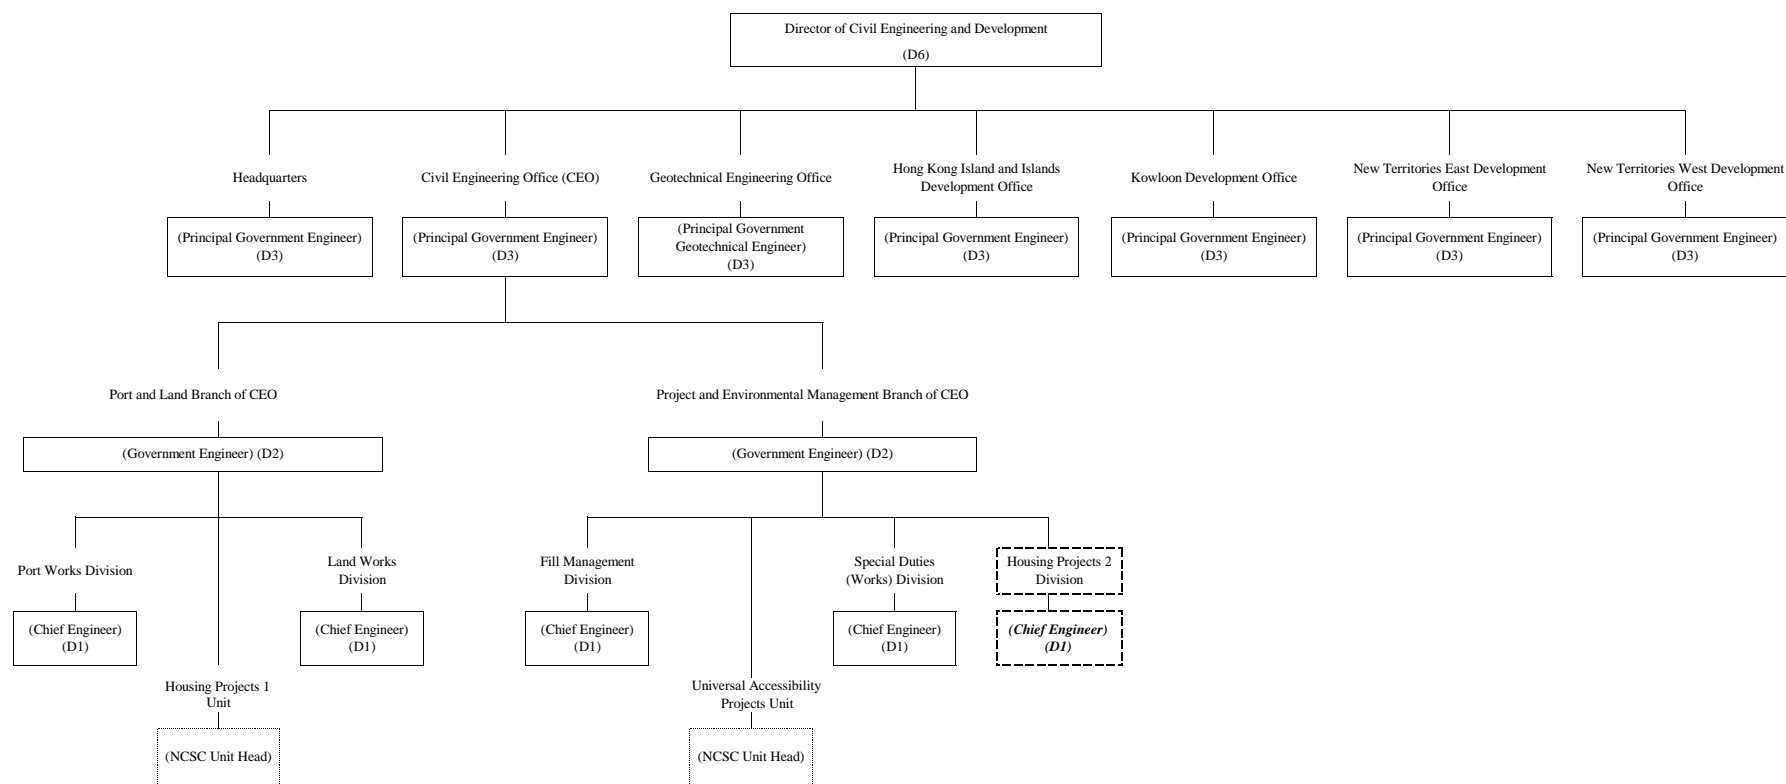 Director of Civil Engineering and Development
(D6)
Headquarters
(Principal Government Engineer)
(D3)
Civil Engineering Office (CEO)
(Principal Government Engineer)
(D3)
Geotechnical Engineering Office
(Principal Government
Geotechnical Engineer)
(D3)
Hong Kong Island and Islands
Development Office
(Principal Government Engineer)
(D3)
Kowloon Development Office
(Principal Government Engineer)
(D3)
New Territories East Development
Office
(Principal Government Engineer)
(D3)
New Territories West Development
Office
(Principal Government Engineer)
(D3)
Port and Land Branch of CEO
(Government Engineer) (D2)
Project and Environmental Management Branch of CEO
(Government Engineer) (D2)
Port Works Division
(Chief Engineer)
(D1)
Housing Projects 1
Unit
(NCSC Unit Head)
Land Works
Division
(Chief Engineer)
(D1)
Fill Management
Division
(Chief Engineer)
(D1)
Universal Accessibility
Projects Unit
(NCSC Unit Head)
Special Duties
(Works) Division
(Chief Engineer)
(D1)
Housing Projects 2
Division
(Chief Engineer)
(D1)